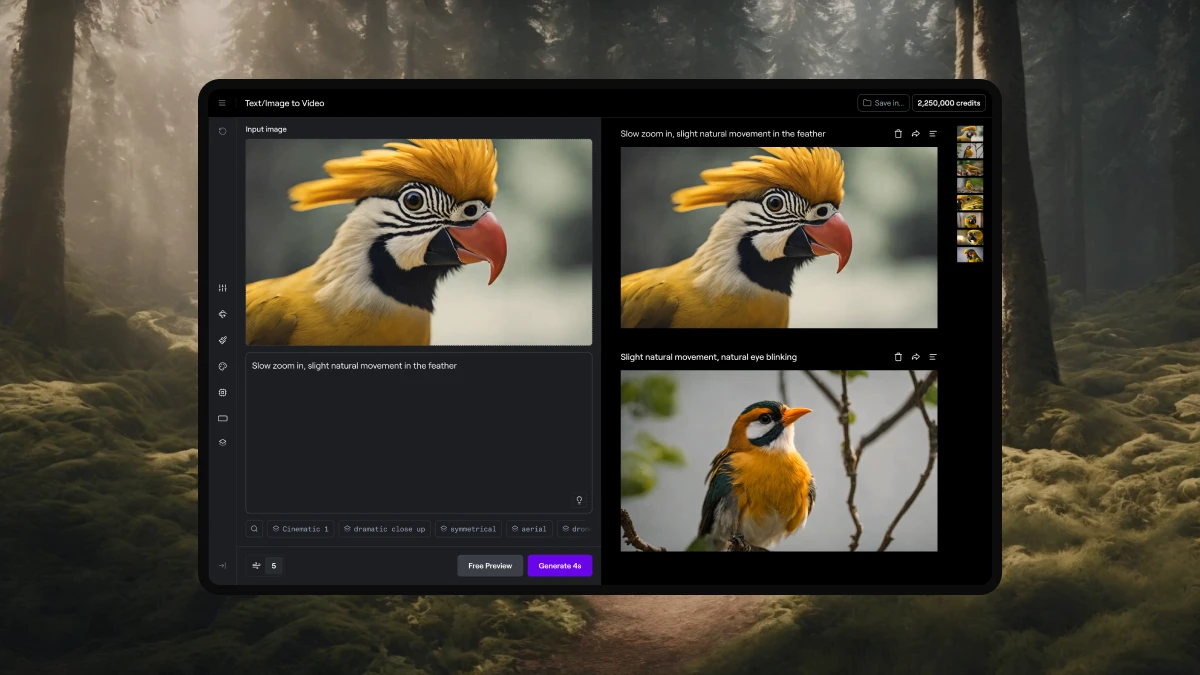 Text/Image to Video
Save in...
2,250,000 credits
Input image
Slow zoom in, slight natural movement in the feather
Cinematic 1
dramatic close up
symmetrical
aerial
5
Free Preview
Generate 4s
Slow zoom in, slight natural movement in the feather
Slight natural movement, natural eye blinking